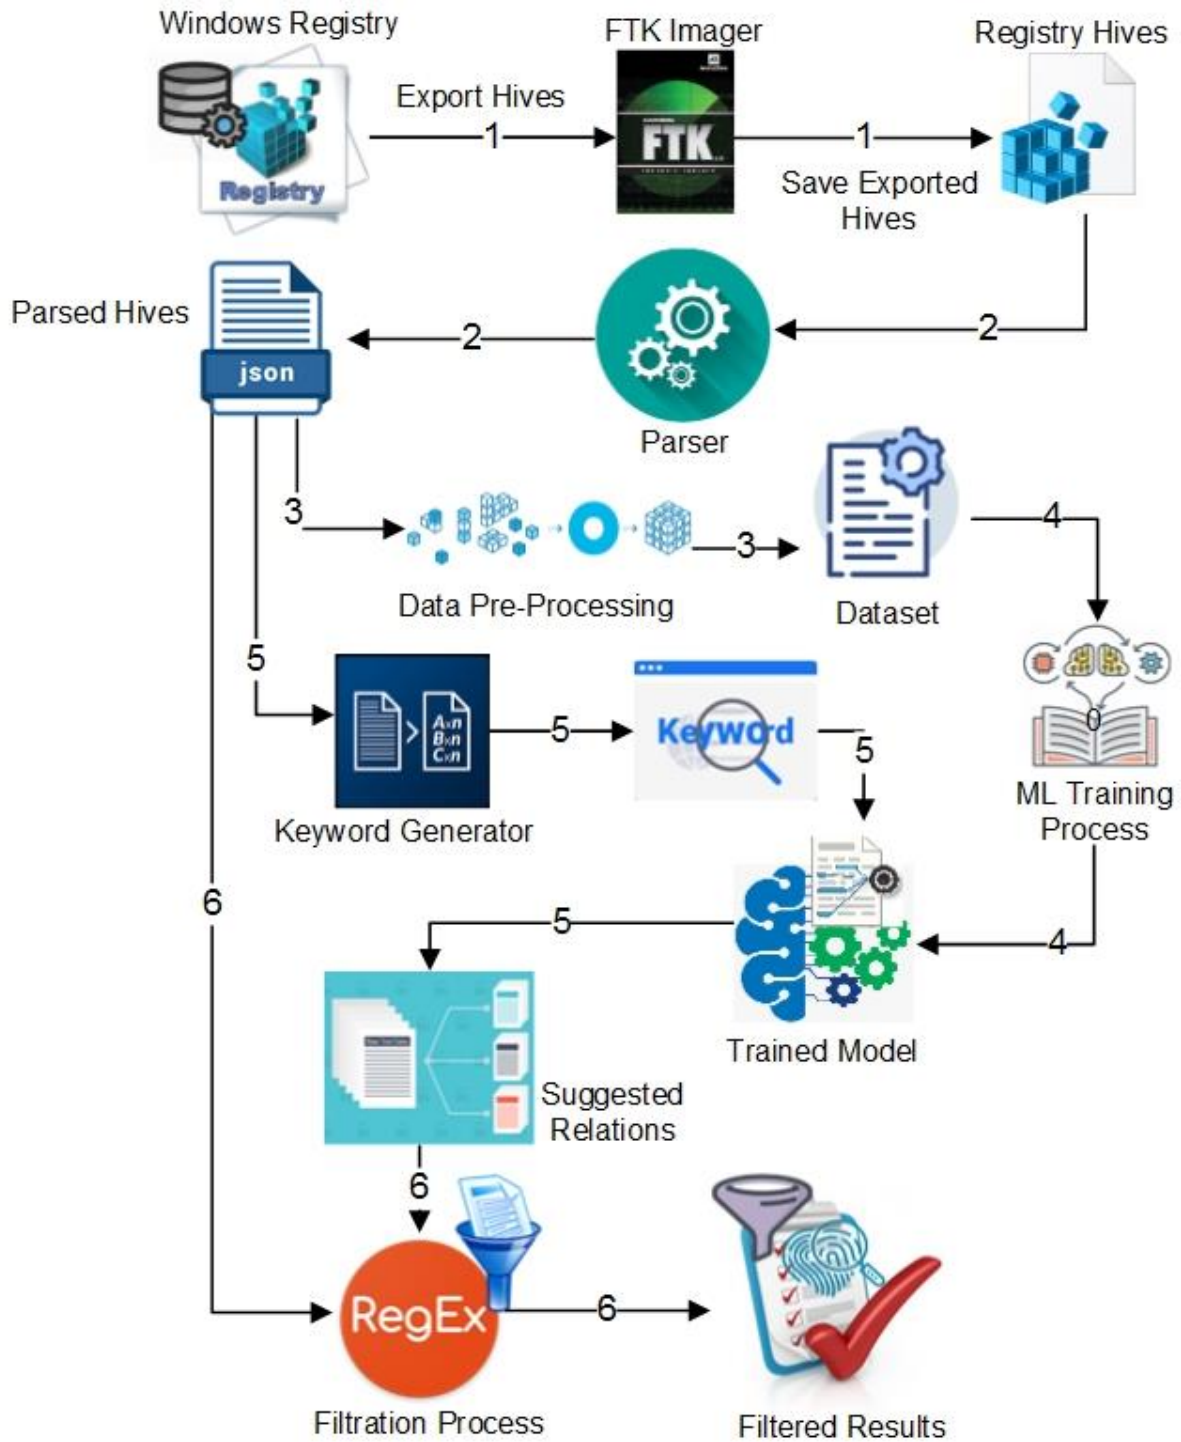 Windows Registry
FTK Imager
Registry Hives
Export Hives
1
1
Registry
FTK
Save Exported
Hives
Parsed Hives
json
2
2
Parser
3
3
4
Data Pre-Processing
Dataset
5
A×n
B×n
C×n
5
Keyword
5
0
Keyword Generator
ML Training
Process
6
5
4
Trained Model
Suggested
Relations
6
RegEx
6
Filtration Process
Filtered Results